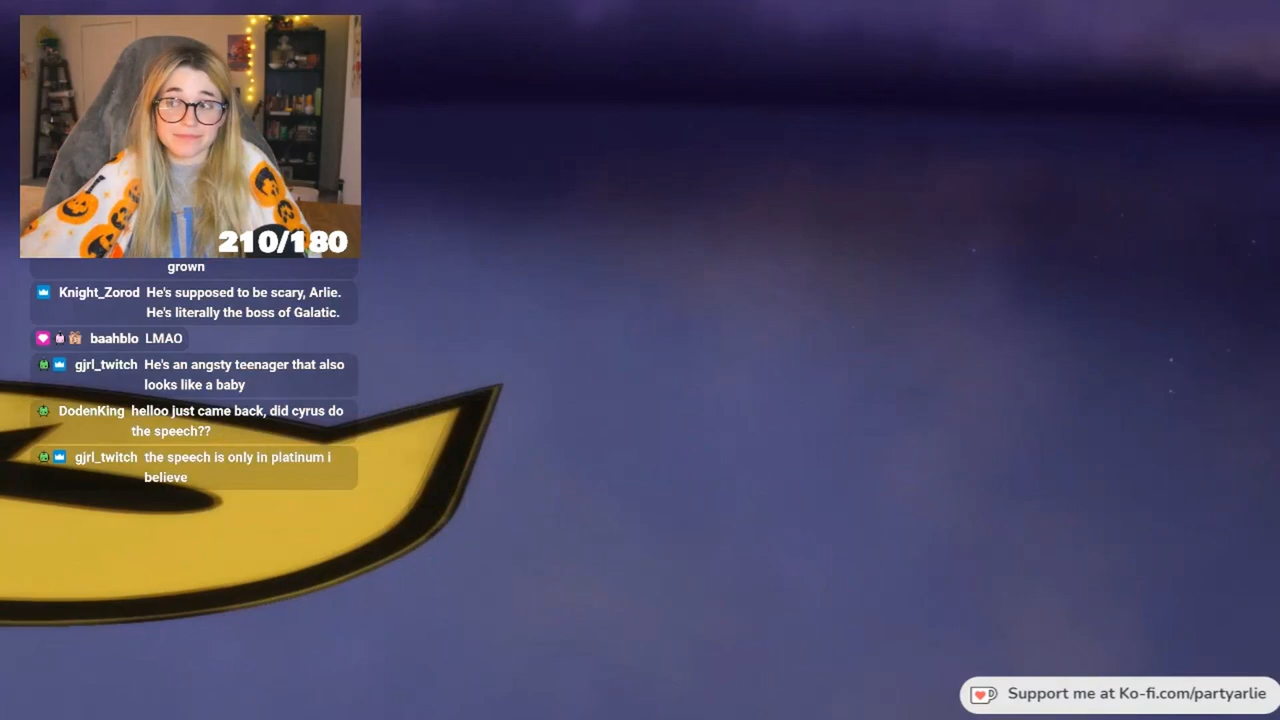 210/180
grown
Knight_Zorod He's supposed to be scary, Arlie.
He's literally the boss of Galatic.
baahblo LMAO
gjrl_twitch He's an angsty teenager that also
looks like a baby
DodenKing helloo just came back, did cyrus do
the speech??
gjrl_twitch the speech is only in platinum i
believe
Support me at Ko-fi.com/partyarlie